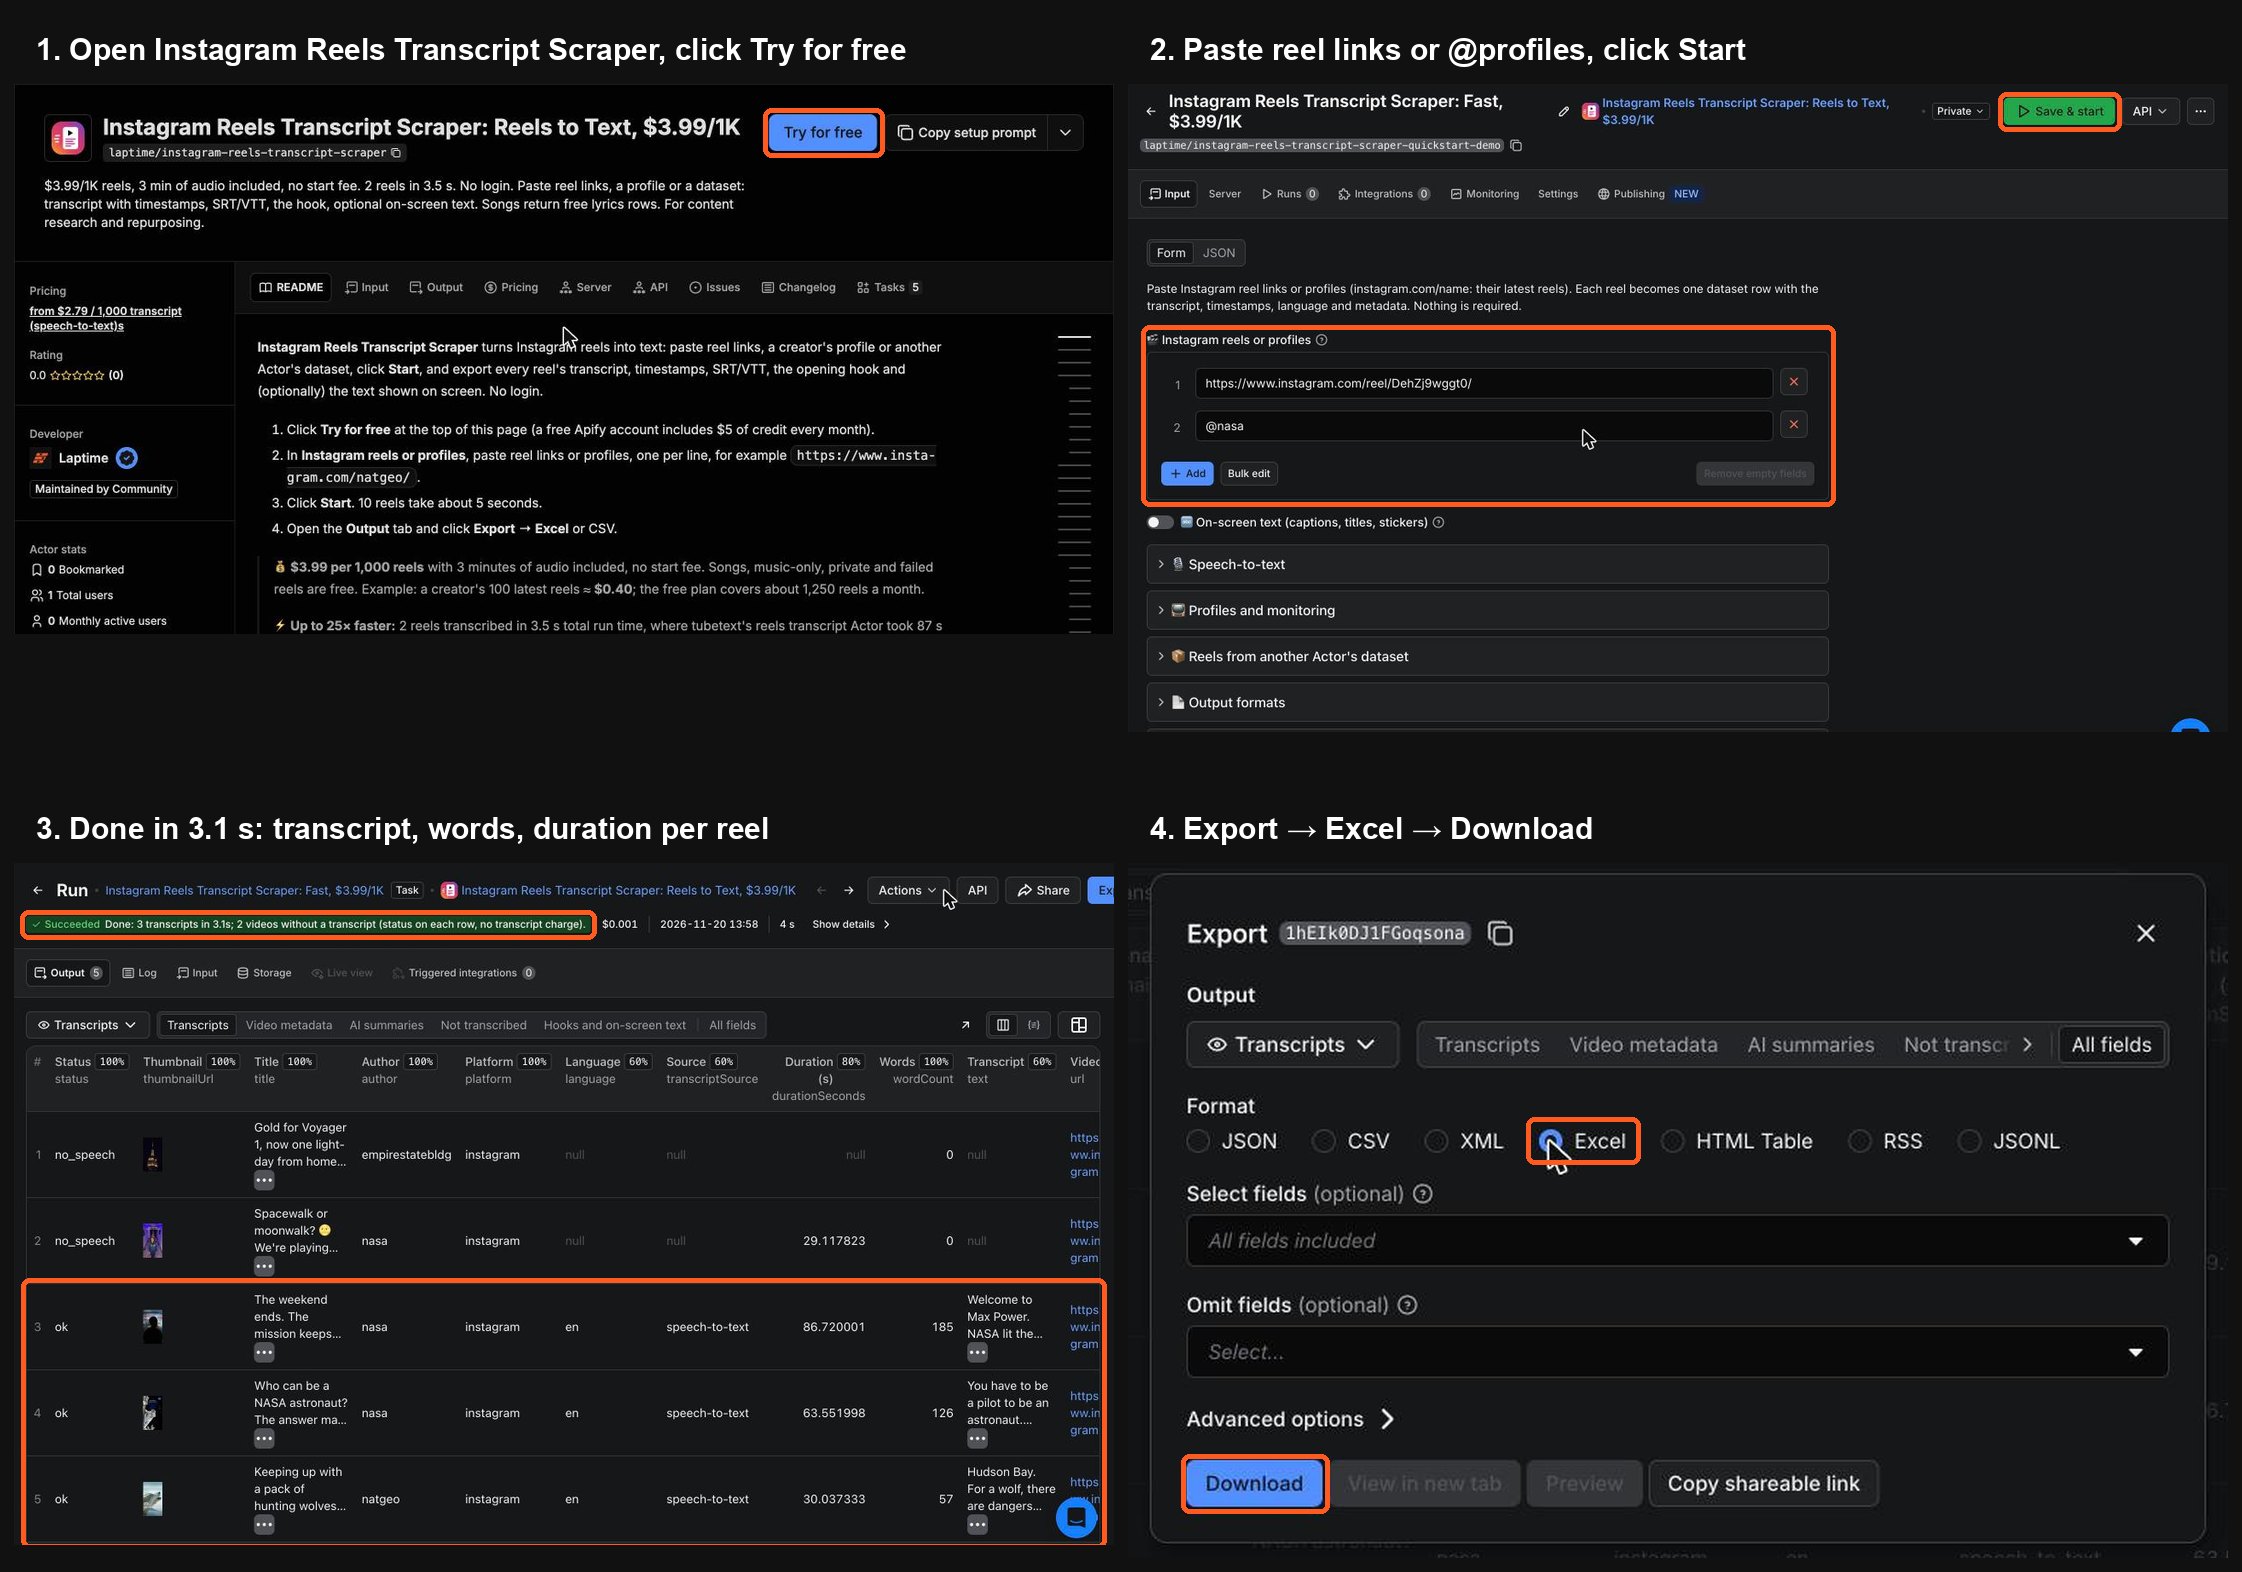 1. Open Instagram Reels Transcript Scraper, click Try for free
Instagram Reels Transcript Scraper: Reels to Text, $3.99/1K
Try for free
Copy setup prompt
laptime/instagram-reels-transcript-scraper
$3.99/1K reels, 3 min of audio included, no start fee. 2 reels in 3.5 s. No login. Paste reel links, a profile or a dataset:
transcript with timestamps, SRT/VTT, the hook, optional on-screen text. Songs return free lyrics rows. For content
research and repurposing.
Pricing
from $2.79 / 1,000 transcript
(speech-to-text)s
Rating
0.0 ☆☆☆☆☆ (0)
Developer
Laptime
Maintained by Community
Actor stats
0 Bookmarked
1 Total users
0 Monthly active users
README Input Output Pricing Server API Issues Changelog Tasks 5
Instagram Reels Transcript Scraper turns Instagram reels into text: paste reel links, a creator's profile or another
Actor's dataset, click Start, and export every reel's transcript, timestamps, SRT/VTT, the opening hook and
(optionally) the text shown on screen. No login.
1. Click Try for free at the top of this page (a free Apify account includes $5 of credit every month).
2. In Instagram reels or profiles, paste reel links or profiles, one per line, for example https://www.insta-
gram.com/natgeo/ .
3. Click Start. 10 reels take about 5 seconds.
4. Open the Output tab and click Export → Excel or CSV.
💰 $3.99 per 1,000 reels with 3 minutes of audio included, no start fee. Songs, music-only, private and failed
reels are free. Example: a creator's 100 latest reels ≈ $0.40; the free plan covers about 1,250 reels a month.
⚡ Up to 25× faster: 2 reels transcribed in 3.5 s total run time, where tubetext's reels transcript Actor took 87 s
2. Paste reel links or @profiles, click Start
Instagram Reels Transcript Scraper: Fast,
$3.99/1K
Instagram Reels Transcript Scraper: Reels to Text,
$3.99/1K
Private
Save & start
API
laptime/instagram-reels-transcript-scraper-quickstart-demo
Input Server Runs 0 Integrations 0 Monitoring Settings Publishing NEW
Form JSON
Paste Instagram reel links or profiles (instagram.com/name: their latest reels). Each reel becomes one dataset row with the
transcript, timestamps, language and metadata. Nothing is required.
Instagram reels or profiles
1 https://www.instagram.com/reel/DehZj9wggt0/
2 @nasa
+ Add Bulk edit Remove empty fields
On-screen text (captions, titles, stickers)
Speech-to-text
Profiles and monitoring
Reels from another Actor's dataset
Output formats
3. Done in 3.1 s: transcript, words, duration per reel
Run Instagram Reels Transcript Scraper: Fast, $3.99/1K Task Instagram Reels Transcript Scraper: Reels to Text, $3.99/1K
Actions API Share
Succeeded Done: 3 transcripts in 3.1s; 2 videos without a transcript (status on each row, no transcript charge). $0.001 2026-11-20 13:58 4 s Show details
Output 5 Log Input Storage Live view Triggered integrations 0
Transcripts Transcripts Video metadata AI summaries Not transcribed Hooks and on-screen text All fields
# Status 100% Thumbnail 100% Title 100% Author 100% Platform 100% Language 60% Source 60% Duration 80% Words 100% Transcript 60%
(s)
status thumbnailUrl title author platform language transcriptSource durationSeconds wordCount text url
1 no_speech
Gold for Voyager
1, now one light-
day from home...
empirestatebldg instagram null null null 0 null
https
ww.in
gram
2 no_speech
Spacewalk or
moonwalk? 🌝
We're playing...
nasa instagram null null 29.117823 0 null
https
ww.in
gram
3 ok
The weekend
ends. The
mission keeps...
nasa instagram en speech-to-text 86.720001 185
Welcome to
Max Power.
NASA lit the...
https
ww.in
gram
4 ok
Who can be a
NASA astronaut?
The answer ma...
nasa instagram en speech-to-text 63.551998 126
You have to be
a pilot to be an
astronaut....
https
ww.in
gram
5 ok
Keeping up with
a pack of
hunting wolves...
natgeo instagram en speech-to-text 30.037333 57
Hudson Bay.
For a wolf, there
are dangers...
https
gram
4. Export → Excel → Download
Export 1hEIk0DJ1FGoqsona
Output
Transcripts Transcripts Video metadata AI summaries Not transcr All fields
Format
JSON CSV XML Excel HTML Table RSS JSONL
Select fields (optional)
All fields included
Omit fields (optional)
Select...
Advanced options
Download View in new tab Preview Copy shareable link